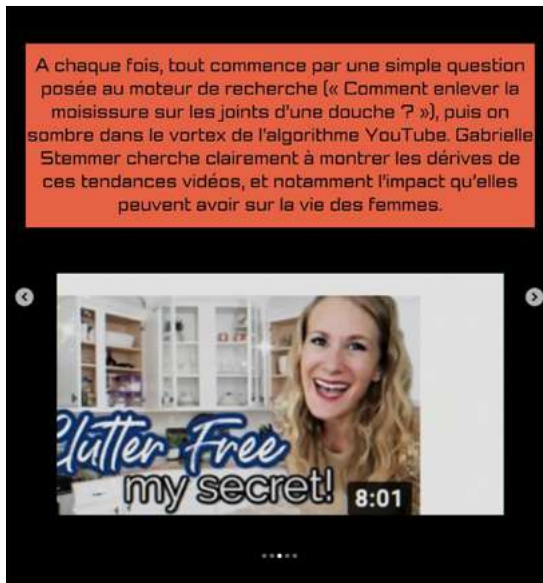 A chaque fois, tout commence par une simple question
posée au moteur de recherche (« Comment enlever la
moisissure sur les joints d'une douche ? »), puis on
sombre dans le vortex de l'algorithme YouTube. Gabrielle
Stemmer cherche clairement à montrer les dérives de
ces tendances vidéos, et notamment l'impact qu'elles
peuvent avoir sur la vie des femmes.
Clutter Free
my secret!
8:01